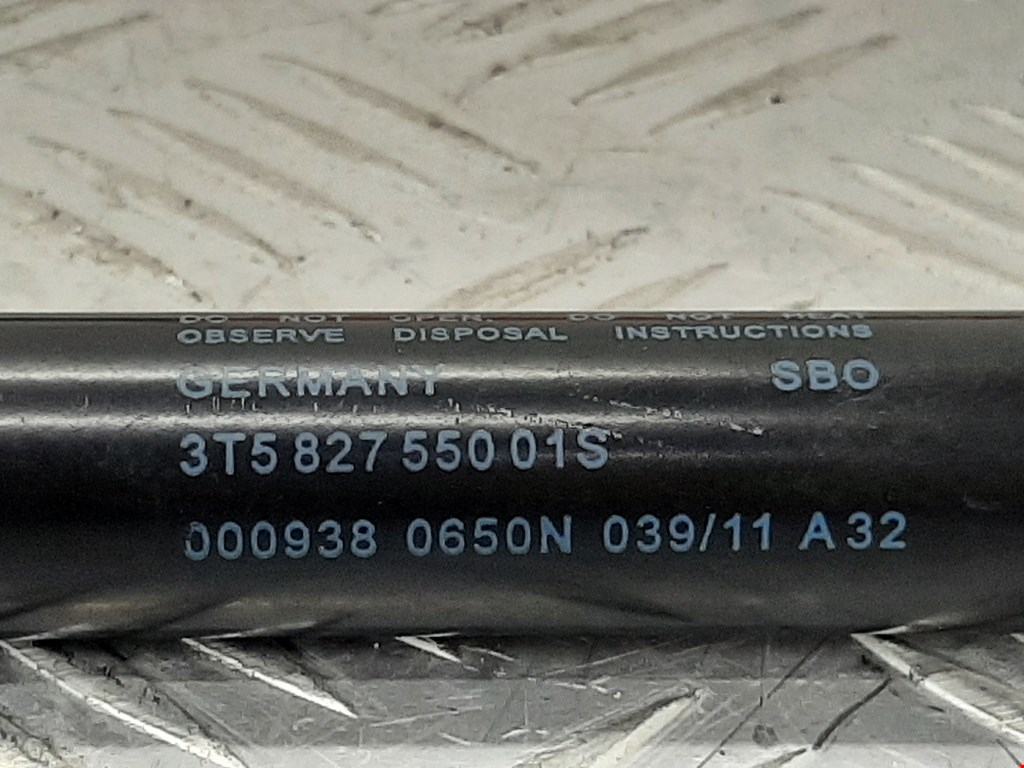 DO NOT OPEN. DO NOT HEAT
OBSERVE DISPOSAL INSTRUCTIONS
GERMANY SBO
3T5 827 550 01S
000938 0650N 039/11 A 32